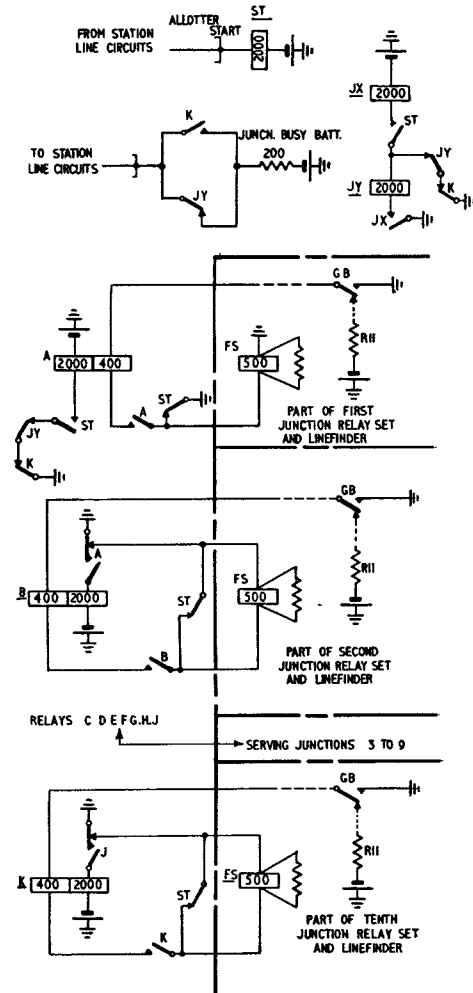 ALLOTTER
START
ST
2000
FROM STATION
LINE CIRCUITS
JX
2000
ST
JY
K
JY
2000
JX
K
JUNCN. BUSY BATT.
200
TO STATION
LINE CIRCUITS
JY
GB
A
2000 400
FS
500
R11
ST
A
ST
JY
K
PART OF FIRST
JUNCTION RELAY SET
AND LINEFINDER
GB
A
B
400 2000
ST
FS
500
R11
B
PART OF SECOND
JUNCTION RELAY SET
AND LINEFINDER
RELAYS C D E F G.H.J
SERVING JUNCTIONS 3 TO 9
GB
J
K
400 2000
ST
FS
500
R11
K
PART OF TENTH
JUNCTION RELAY SET
AND LINEFINDER